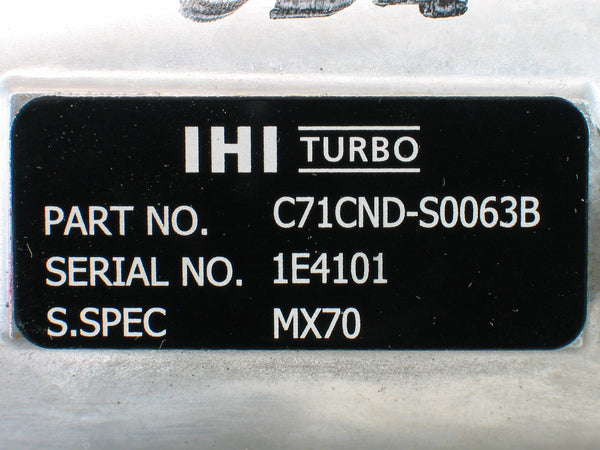 IHI TURBO
PART NO. C71CND-S0063B
SERIAL NO. 1E4101
S.SPEC MX70